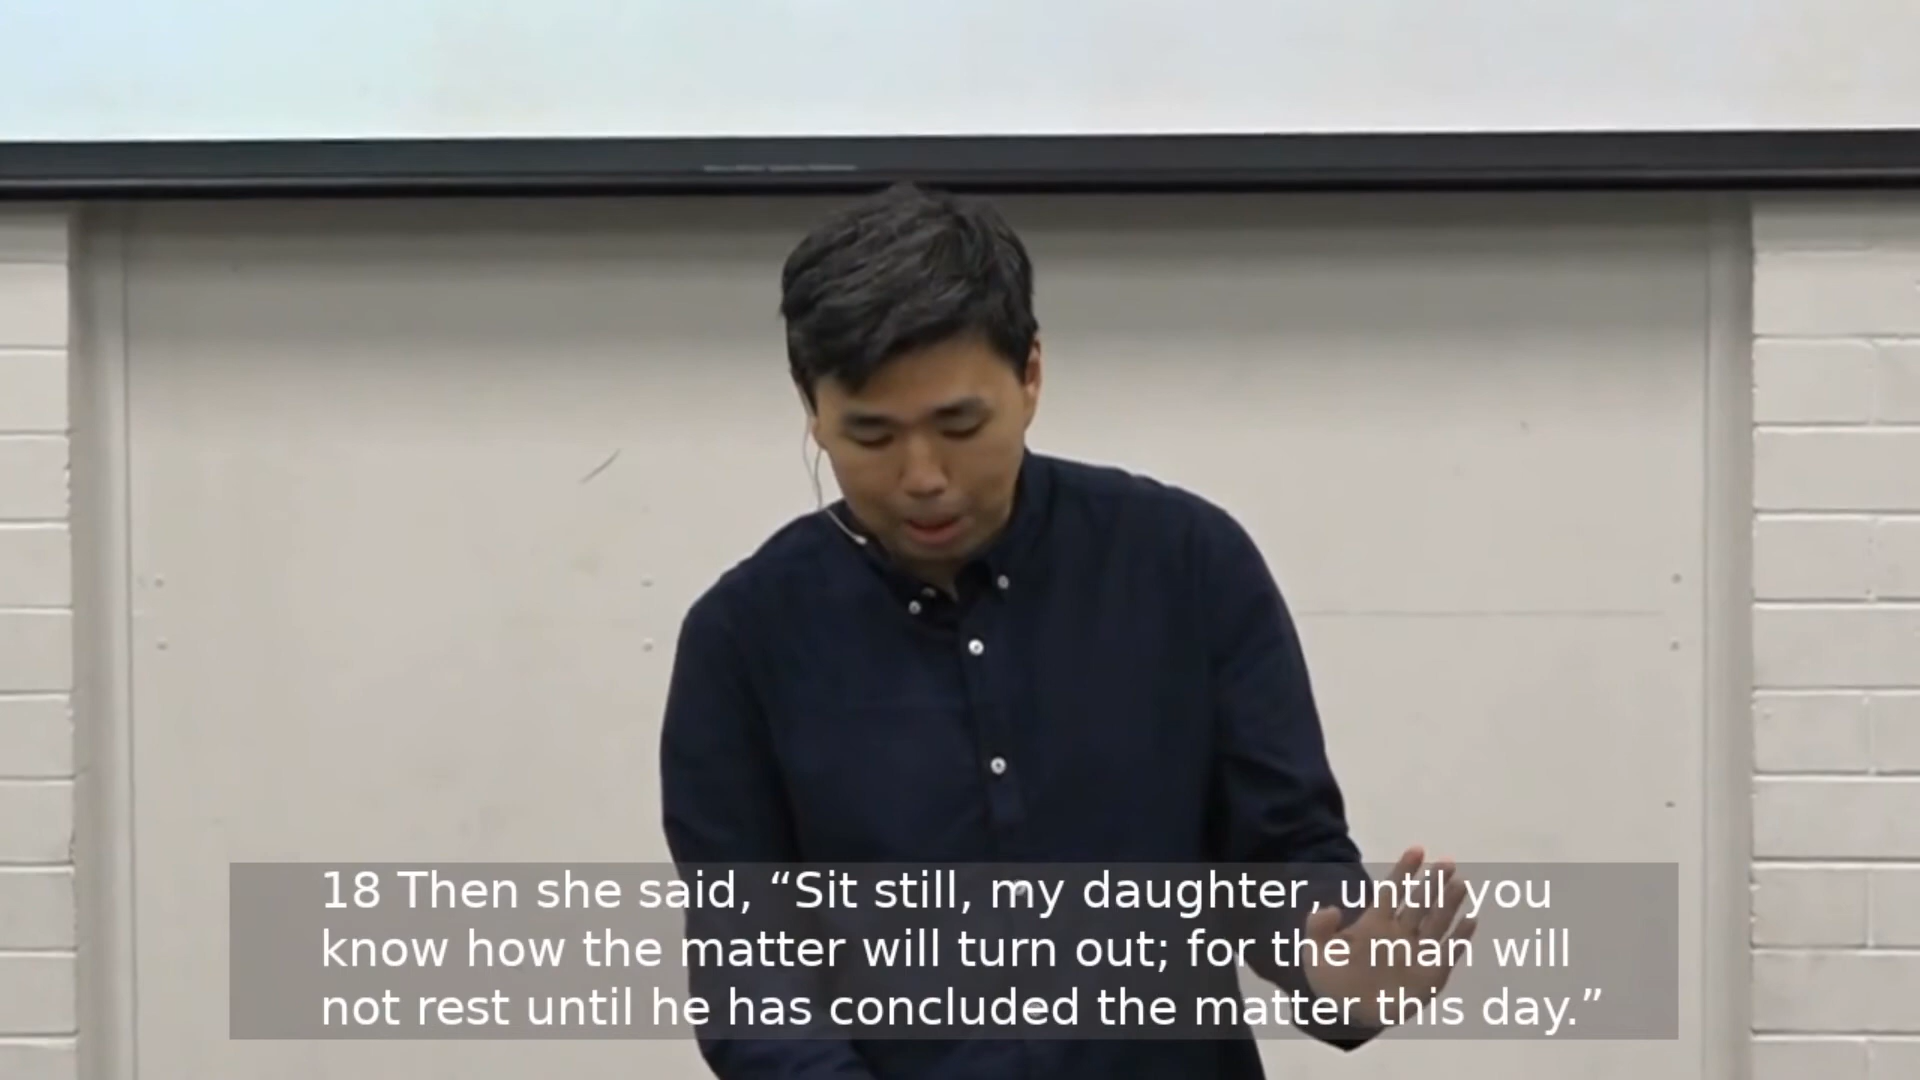 18 Then she said, “Sit still, my daughter, until you
know how the matter will turn out; for the man will
not rest until he has concluded the matter this day.”